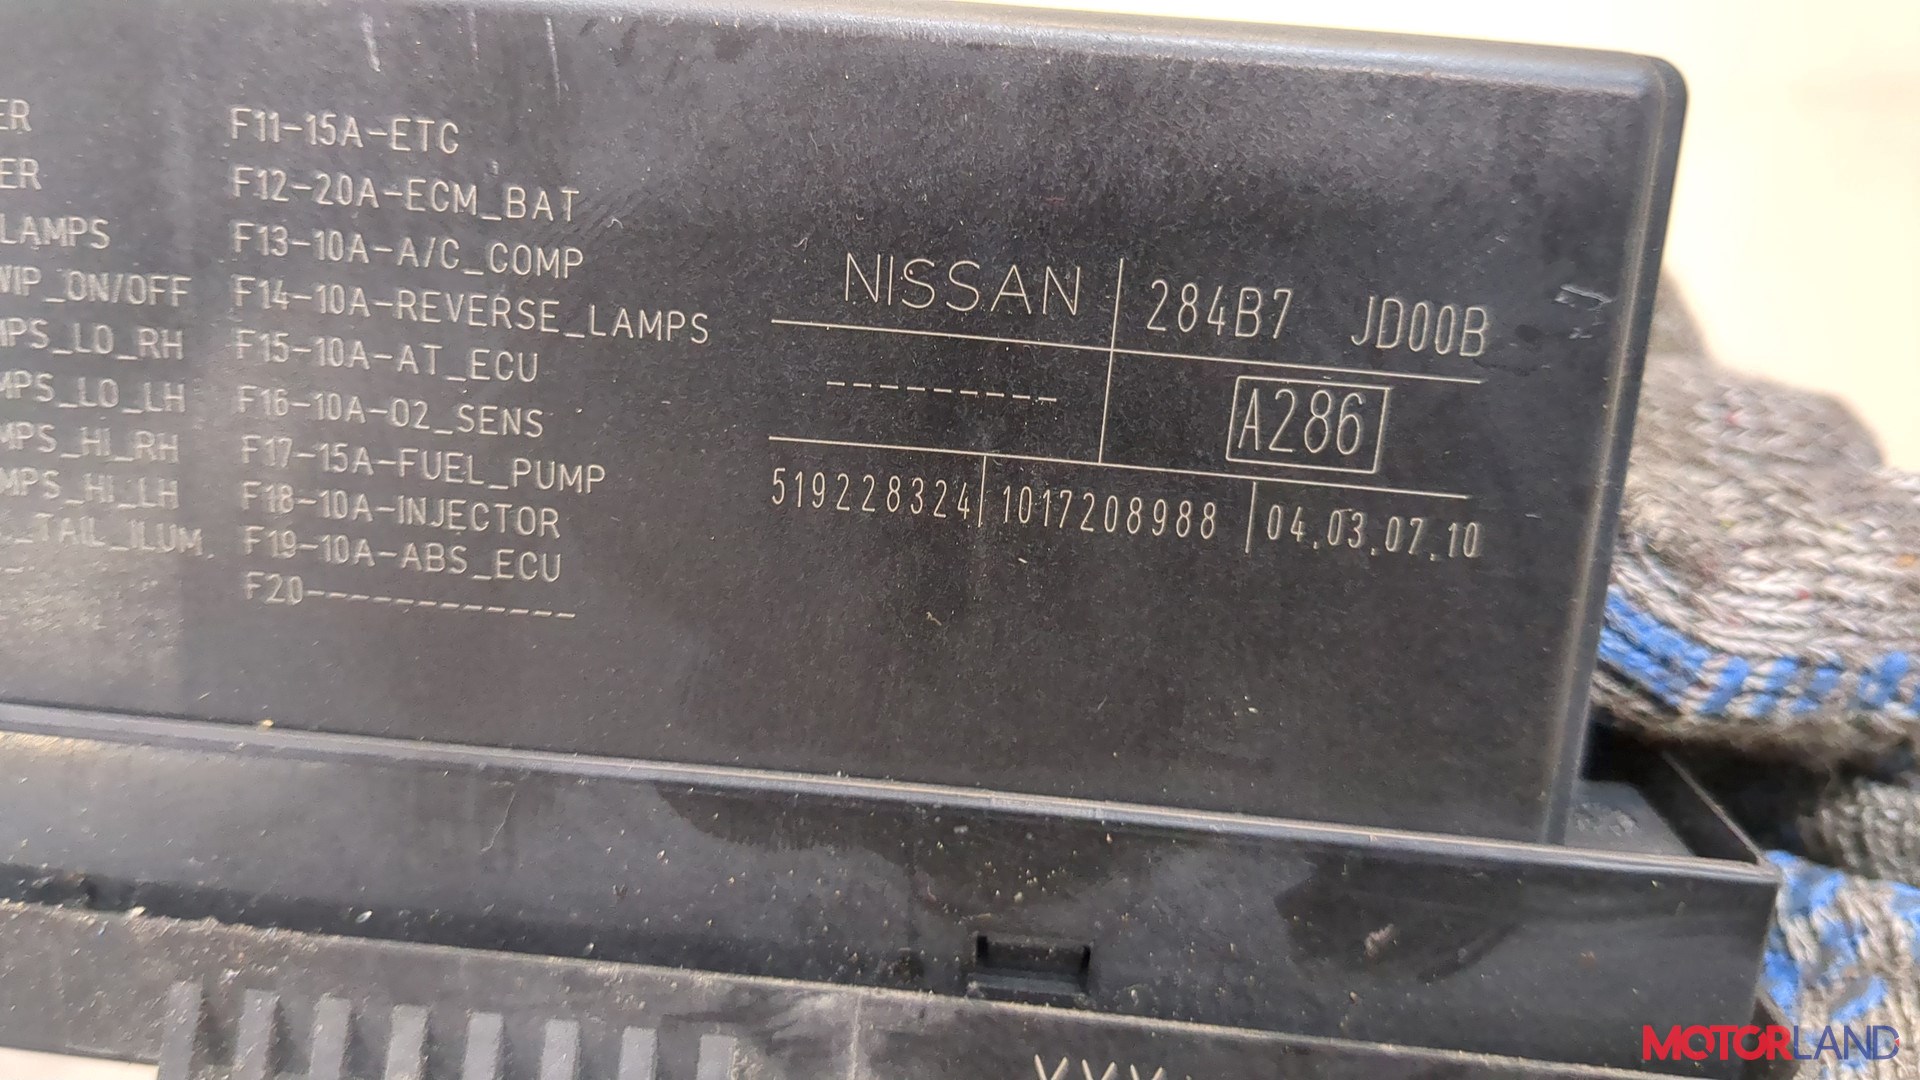 ER
ER
LAMPS
WIP_ON/OFF
MPS_LO_RH
MPS_LO_LH
MPS_HI_RH
MPS_HI_LH
_TAIL_ILUM.
F11-15A-ETC
F12-20A-ECM_BAT
F13-10A-A/C_COMP
F14-10A-REVERSE_LAMPS
F15-10A-AT_ECU
F16-10A-O2_SENS
F17-15A-FUEL_PUMP
F18-10A-INJECTOR
F19-10A-ABS_ECU
F20------------
NISSAN 284B7 JD00B
--------- A286
519228324 1017208988 04.03.07.10
MOTORLAND